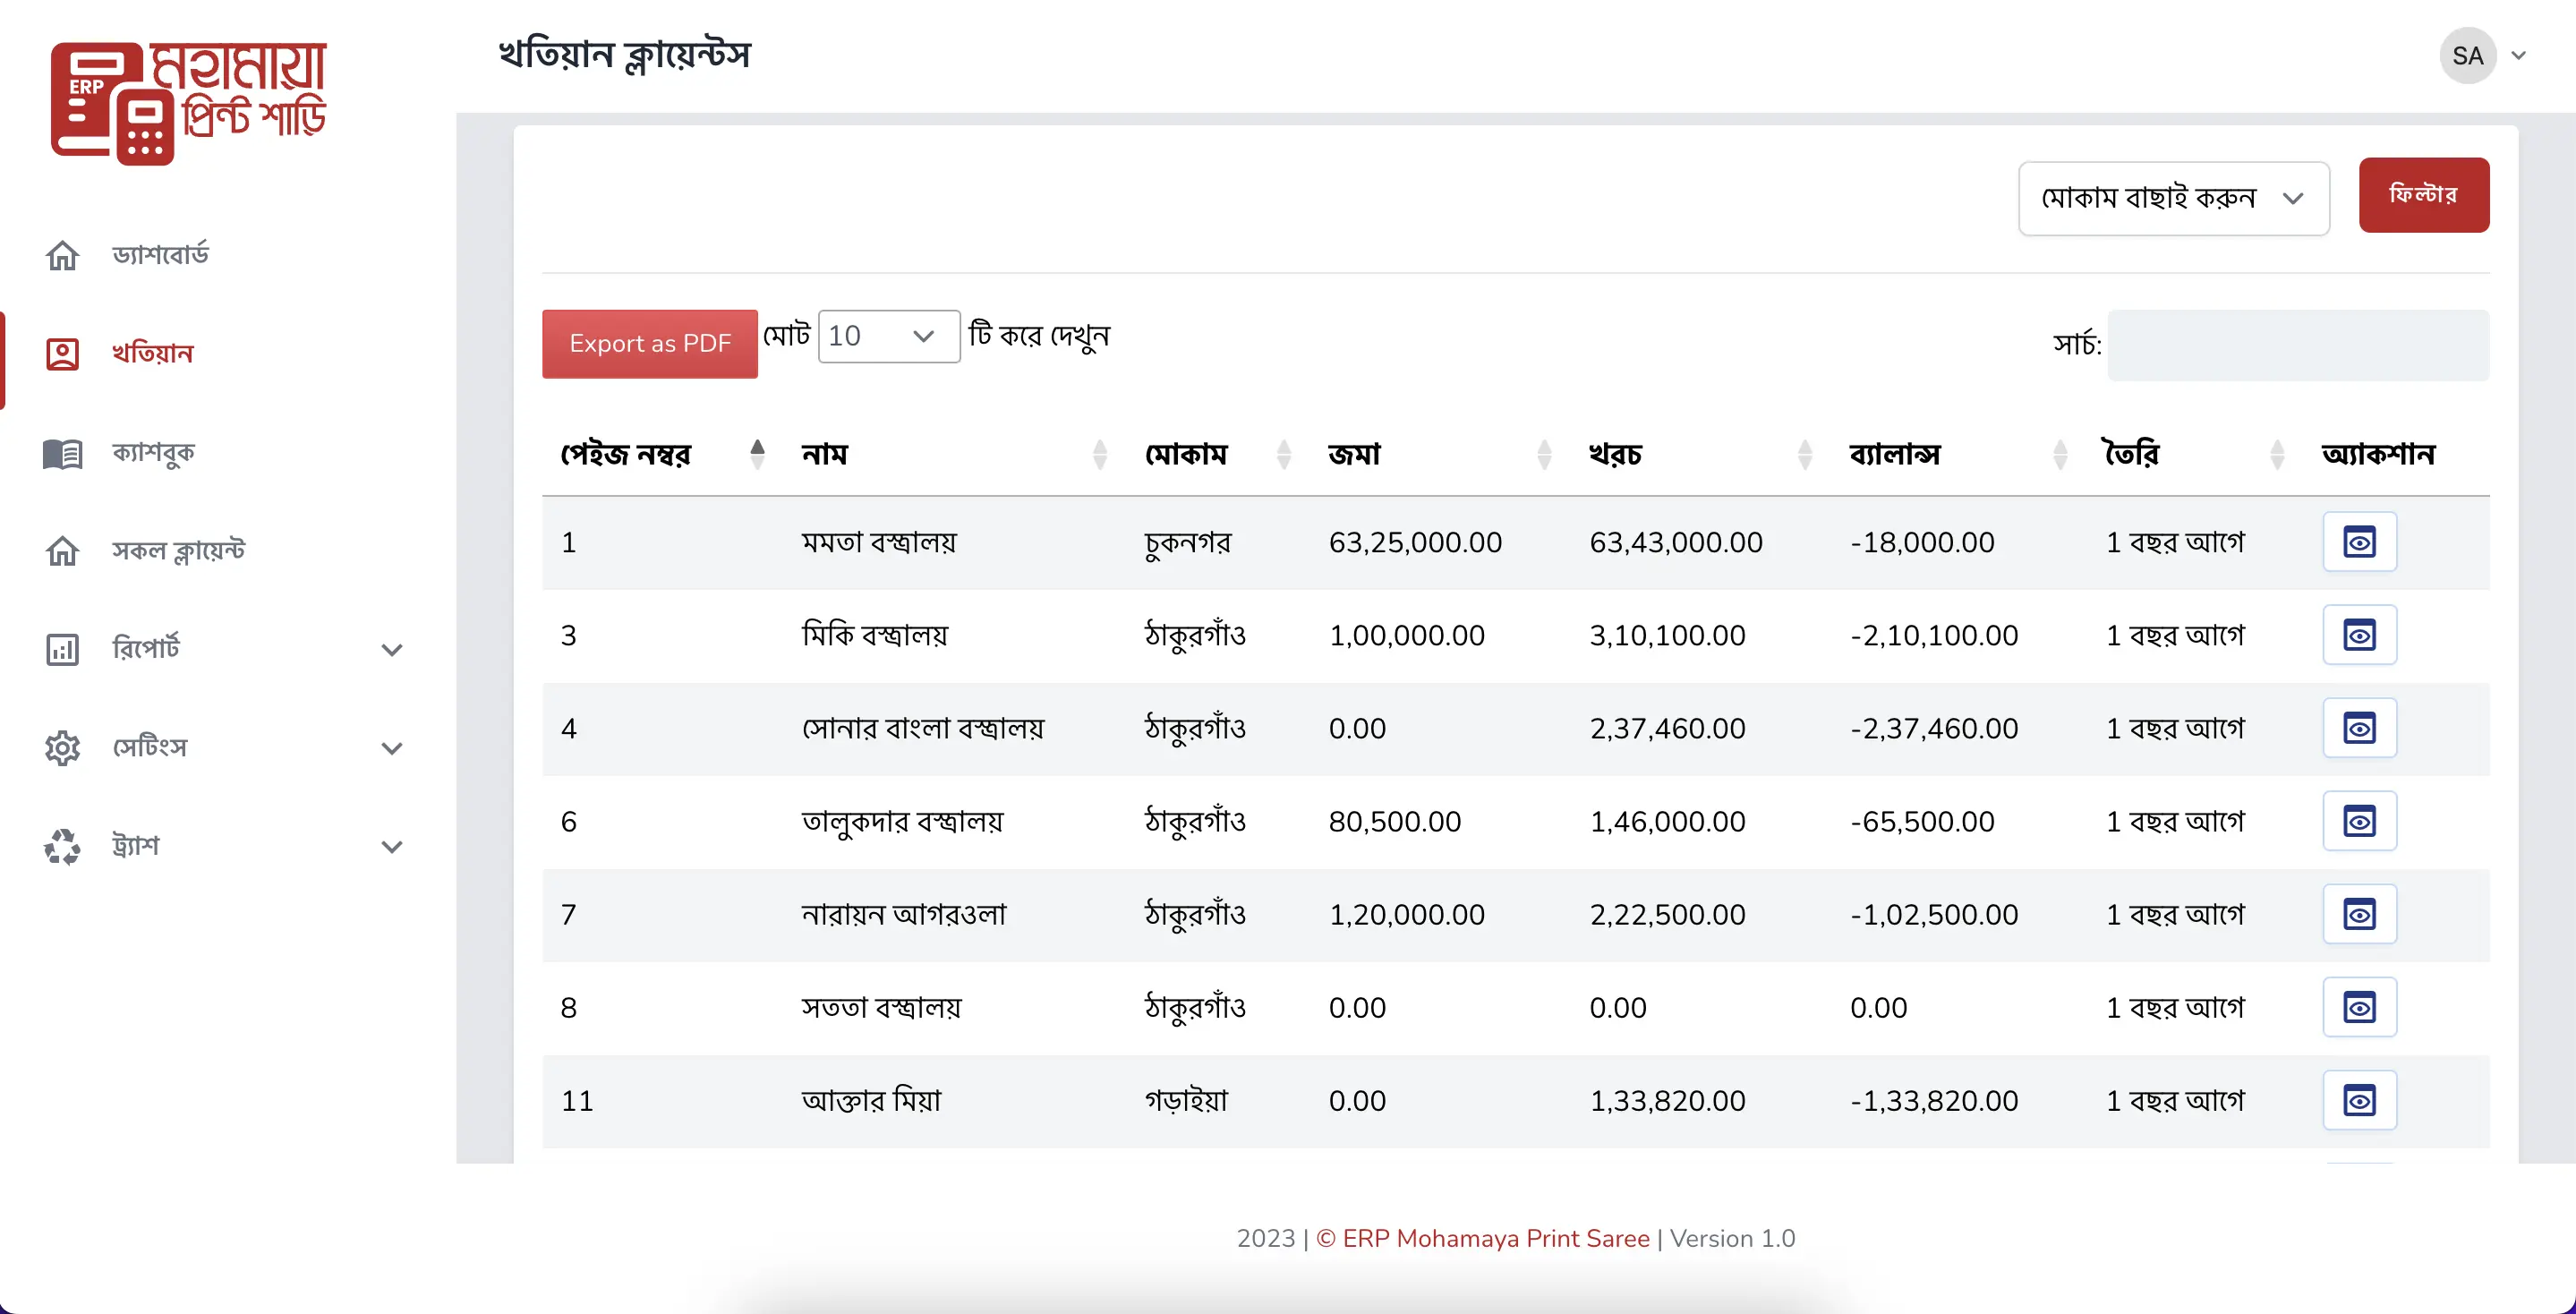 ERP মহামায়া
প্রিন্ট শাড়ি
খতিয়ান ক্লায়েন্টস
SA
ড্যাশবোর্ড
খতিয়ান
ক্যাশবুক
সকল ক্লায়েন্ট
রিপোর্ট
সেটিংস
ট্র্যাশ
মোকাম বাছাই করুন ফিল্টার
Export as PDF মোট 10 টি করে দেখুন সার্চ:
পেইজ নম্বর নাম মোকাম জমা খরচ ব্যালান্স তৈরি অ্যাকশান
1 মমতা বস্ত্রালয় চুকনগর 63,25,000.00 63,43,000.00 -18,000.00 1 বছর আগে
3 মিকি বস্ত্রালয় ঠাকুরগাঁও 1,00,000.00 3,10,100.00 -2,10,100.00 1 বছর আগে
4 সোনার বাংলা বস্ত্রালয় ঠাকুরগাঁও 0.00 2,37,460.00 -2,37,460.00 1 বছর আগে
6 তালুকদার বস্ত্রালয় ঠাকুরগাঁও 80,500.00 1,46,000.00 -65,500.00 1 বছর আগে
7 নারায়ন আগরওলা ঠাকুরগাঁও 1,20,000.00 2,22,500.00 -1,02,500.00 1 বছর আগে
8 সততা বস্ত্রালয় ঠাকুরগাঁও 0.00 0.00 0.00 1 বছর আগে
11 আক্তার মিয়া গড়াইয়া 0.00 1,33,820.00 -1,33,820.00 1 বছর আগে
2023 | © ERP Mohamaya Print Saree | Version 1.0